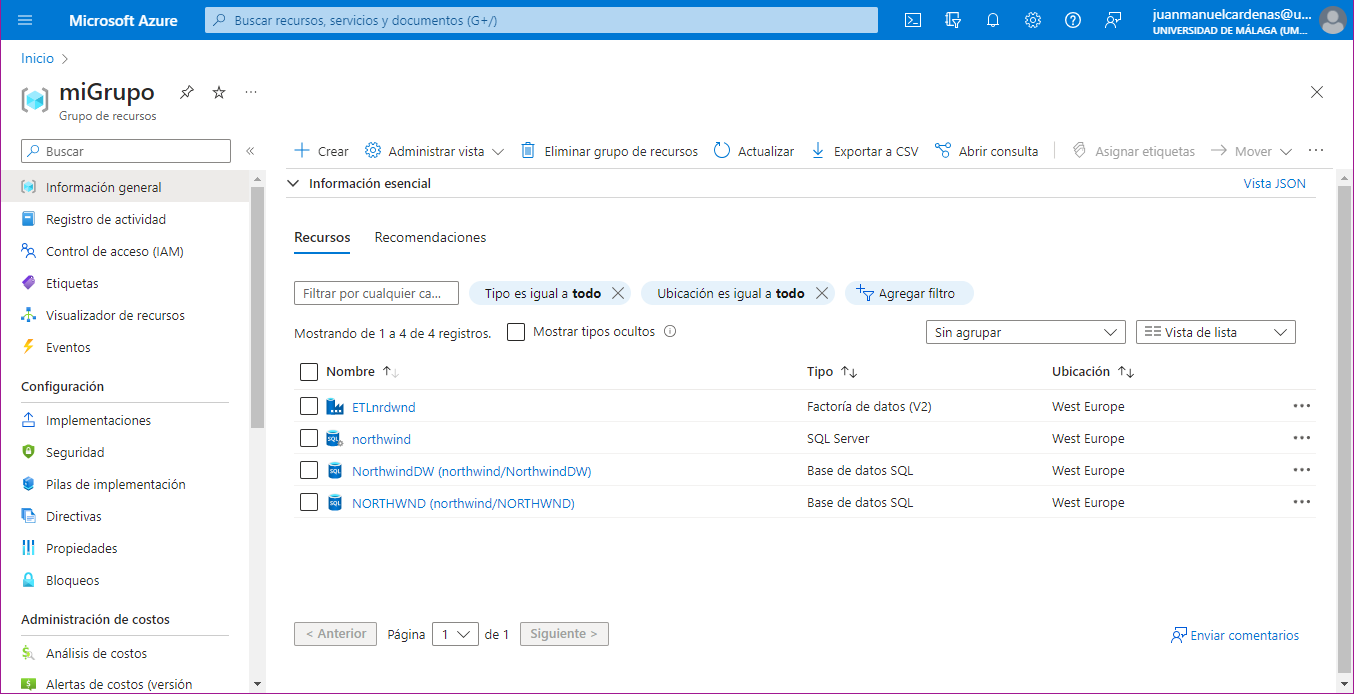 Microsoft Azure
Buscar recursos, servicios y documentos (G+/)
juanmanuelcardenas@u...
UNIVERSIDAD DE MÁLAGA (UM...
Inicio
miGrupo
Grupo de recursos
Buscar
Crear
Administrar vista
Eliminar grupo de recursos
Actualizar
Exportar a CSV
Abrir consulta
Asignar etiquetas
Mover
Información general
Registro de actividad
Control de acceso (IAM)
Etiquetas
Visualizador de recursos
Eventos
Configuración
Implementaciones
Seguridad
Pilas de implementación
Directivas
Propiedades
Bloqueos
Administración de costos
Análisis de costos
Alertas de costos (versión
Información esencial
Vista JSON
Recursos Recomendaciones
Filtrar por cualquier ca... Tipo es igual a todo Ubicación es igual a todo Agregar filtro
Mostrando de 1 a 4 de 4 registros. Mostrar tipos ocultos Sin agrupar Vista de lista
Nombre Tipo Ubicación
ETLnrdwnd Factoría de datos (V2) West Europe
northwind SQL Server West Europe
NorthwindDW (northwind/NorthwindDW) Base de datos SQL West Europe
NORTHWND (northwind/NORTHWND) Base de datos SQL West Europe
< Anterior Página 1 de 1 Siguiente >
Enviar comentarios